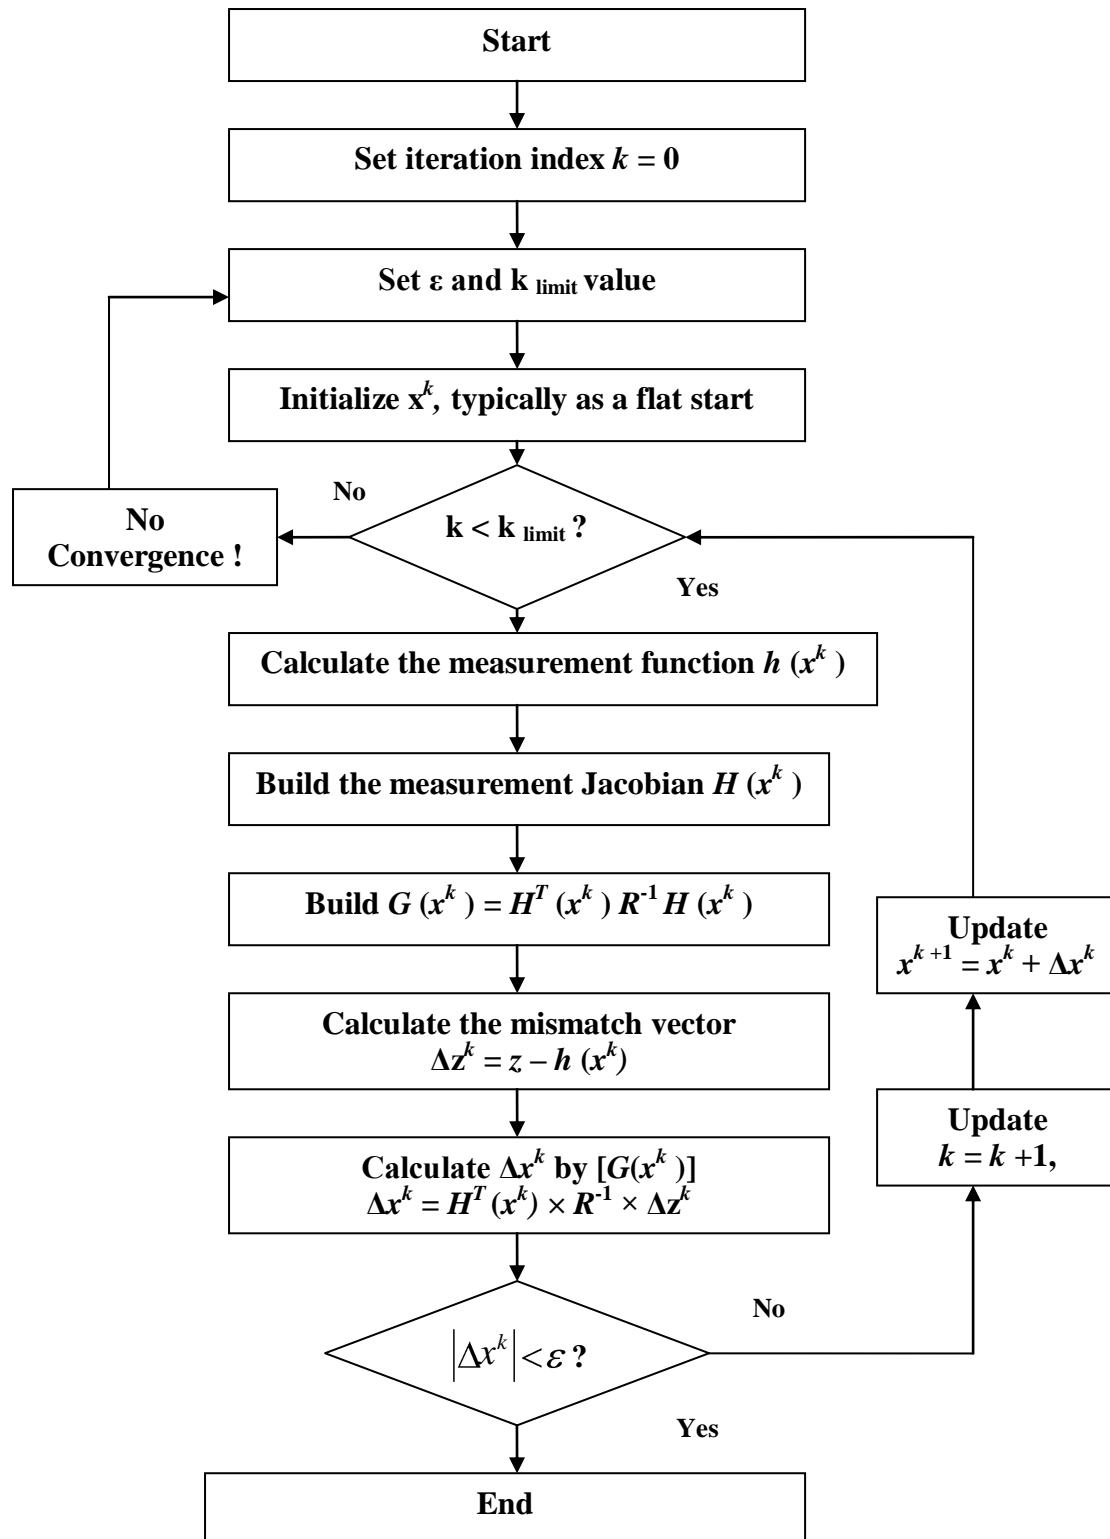 Start
Set iteration index k = 0
Set ε and k limit value
Initialize x^k, typically as a flat start
No
No
Convergence !
k < k limit ?
Yes
Calculate the measurement function h (x^k )
Build the measurement Jacobian H (x^k )
Build G (x^k ) = H^T (x^k ) R^-1 H (x^k )
Update
x^k +1 = x^k + Δx^k
Calculate the mismatch vector
Δz^k = z – h (x^k)
Update
k = k +1,
Calculate Δx^k by [G(x^k )]
Δx^k = H^T (x^k) × R^-1 × Δz^k
No
|Δx^k| < ε ?
Yes
End